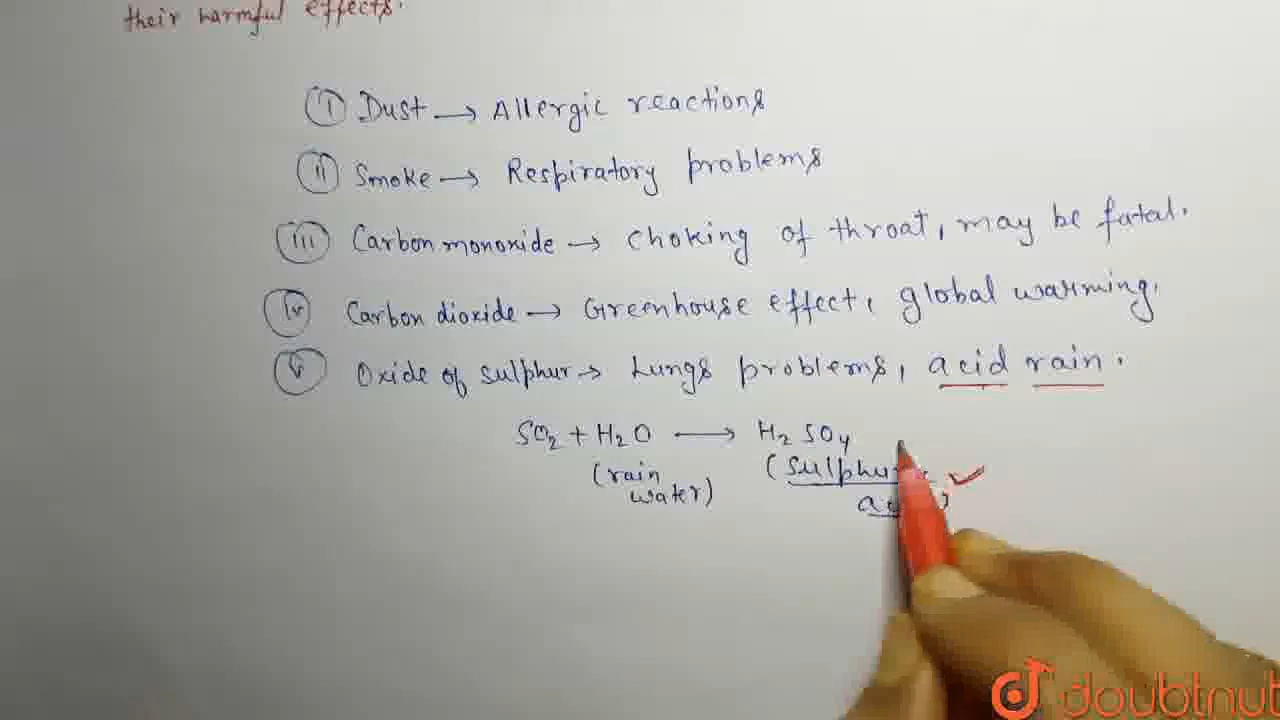 their harmful effects.
(i) Dust → Allergic reactions
(ii) Smoke → Respiratory problems
(iii) Carbon monoxide → choking of throat, may be fatal.
(iv) Carbon dioxide → Greenhouse effect, global warming.
(v) Oxide of sulphur → Lungs problems, acid rain.
SO2 + H2O → H2SO4
(rain (sulphu
water)
doubtnut